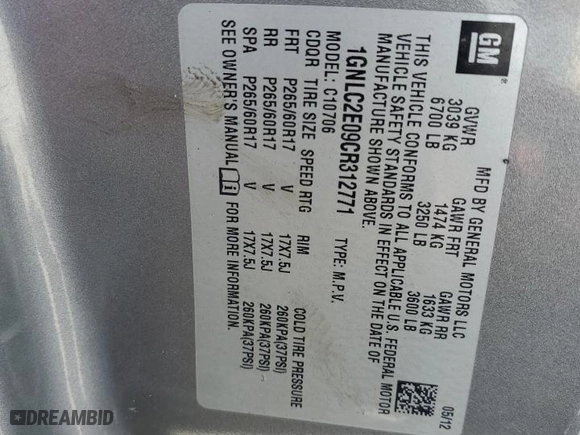 GM
MFD BY GENERAL MOTORS LLC
05/12
GVWR GAWR FRT GAWR RR
3039 KG 1474 KG 1633 KG
6700 LB 3250 LB 3600 LB
THIS VEHICLE CONFORMS TO ALL APPLICABLE U.S. FEDERAL MOTOR
VEHICLE SAFETY STANDARDS IN EFFECT ON THE DATE OF
MANUFACTURE SHOWN ABOVE.
1GNLC2E09CR312771 TYPE: M.P.V.
MODEL: C10706
CDQR TIRE SIZE SPEED RTG RIM COLD TIRE PRESSURE
FRT P265/60R17 V 17X7.5J 260KPA(37PSI)
RR P265/60R17 V 17X7.5J 260KPA(37PSI)
SPA P265/60R17 V 17X7.5J 260KPA(37PSI)
SEE OWNER'S MANUAL i FOR MORE INFORMATION.
DREAMBID